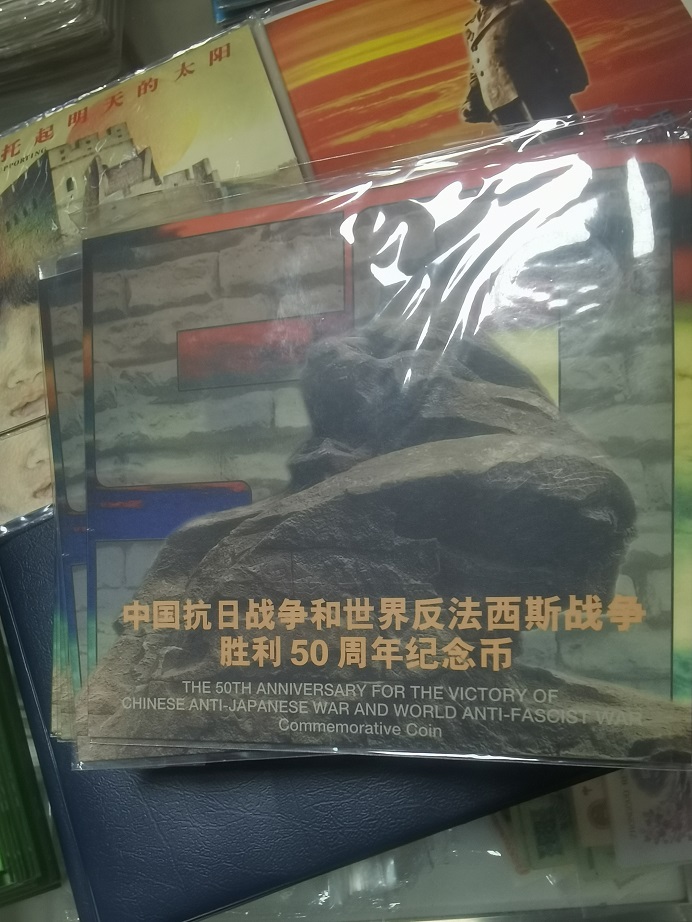 托起明天的太阳
PPORTING
中国抗日战争和世界反法西斯战争
胜利50周年纪念币
THE 50TH ANNIVERSARY FOR THE VICTORY OF
CHINESE ANTI-JAPANESE WAR AND WORLD ANTI-FASCIST WAR
Commemorative Coin